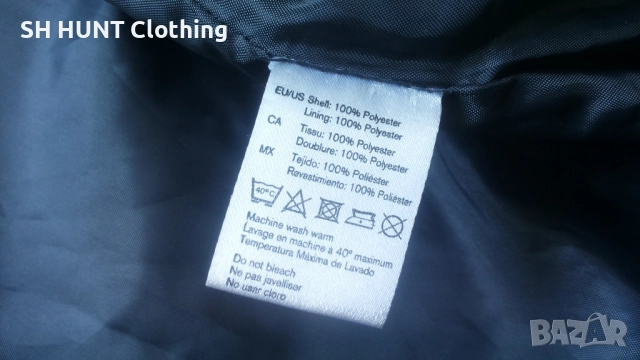 SH HUNT Clothing
EU/US Shell: 100% Polyester
Lining: 100% Polyester
CA Tissu: 100% Polyester
Doublure: 100% Polyester
MX Tejido: 100% Poliéster
Revestimiento: 100% Poliéster
40°C
Machine wash warm
Lavage en machine à 40° maximum
Temperatura Máxima de Lavado
Do not bleach
Ne pas javelliser
No usar cloro
BAZAR